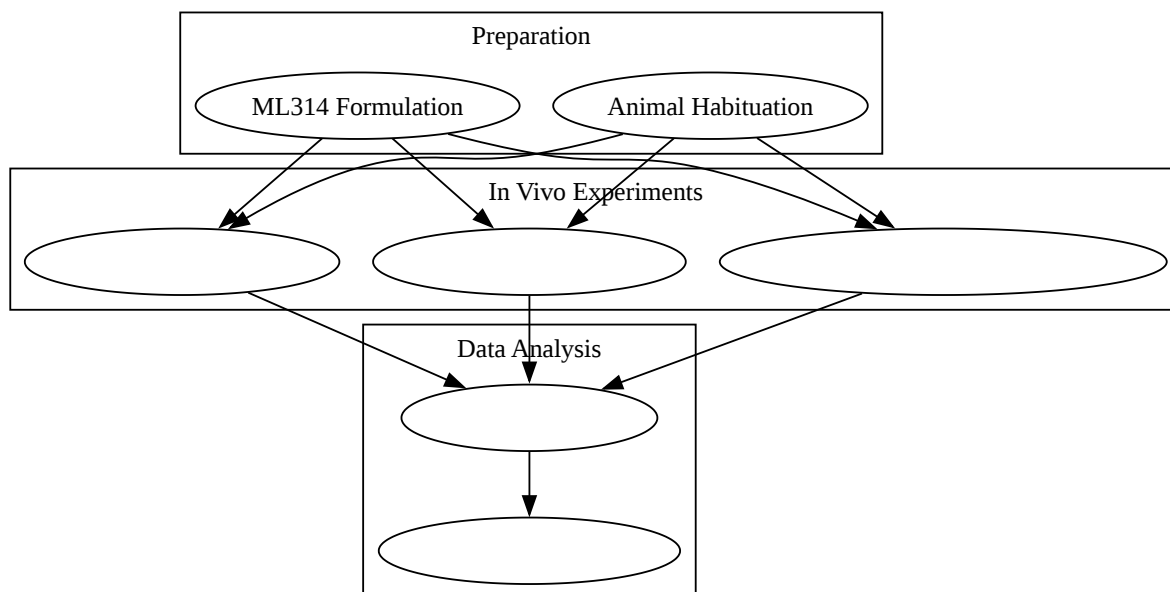 Preparation
ML314 Formulation
Animal Habituation
In Vivo Experiments
Data Analysis